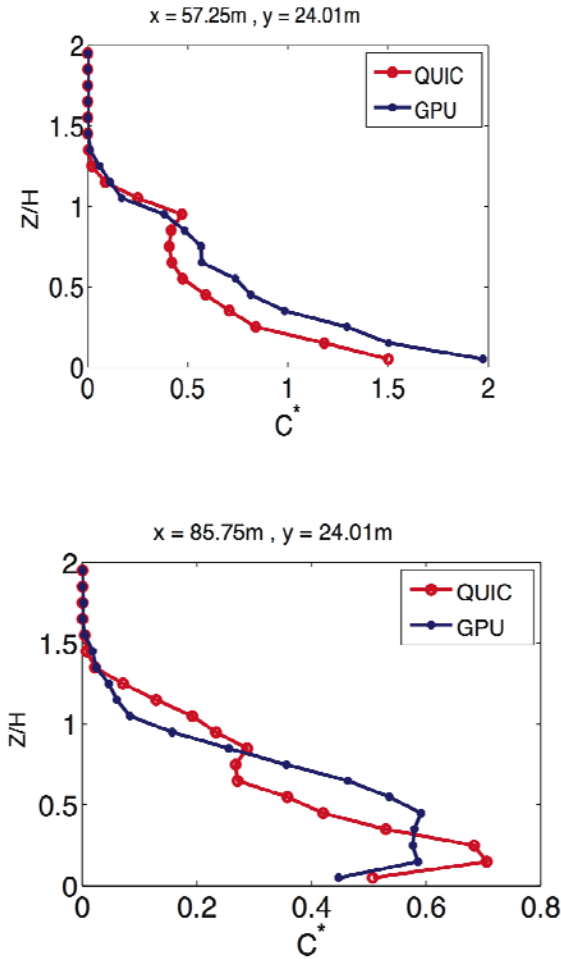 x = 57.25m , y = 24.01m
2
QUIC
GPU
1.5
Z/H
1
0.5
0
0 0.5 1 1.5 2
C*
x = 85.75m , y = 24.01m
2
QUIC
GPU
1.5
Z/H
1
0.5
0
0 0.2 0.4 0.6 0.8
C*